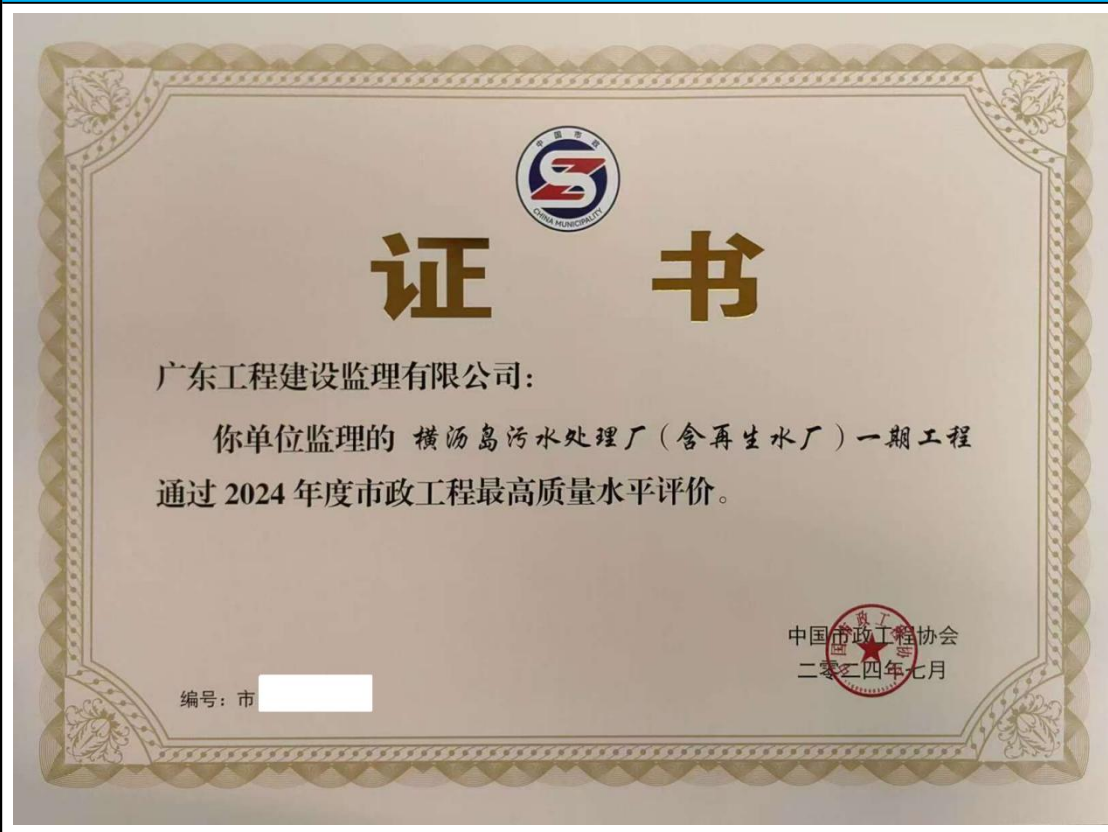 中国市政
CHINA MUNICIPALITY
证 书
广东工程建设监理有限公司：
你单位监理的 横沥岛污水处理厂（含再生水厂）一期工程
通过 2024 年度市政工程最高质量水平评价。
中国市政工程协会
二零二四年七月
编号：市